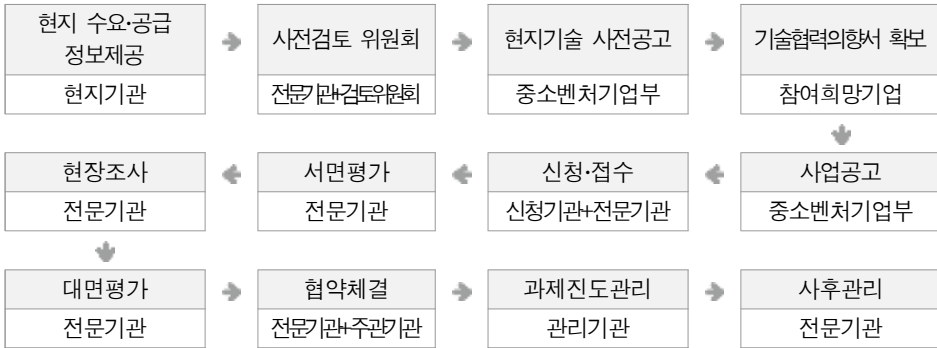 현지 수요·공급
정보제공
현지기관
사전검토 위원회
전문기관+검토위원회
현지기술 사전공고
중소벤처기업부
기술협력의향서 확보
참여희망기업
사업공고
중소벤처기업부
신청·접수
신청기관+전문기관
서면평가
전문기관
현장조사
전문기관
대면평가
전문기관
협약체결
전문기관+주관기관
과제진도관리
관리기관
사후관리
전문기관